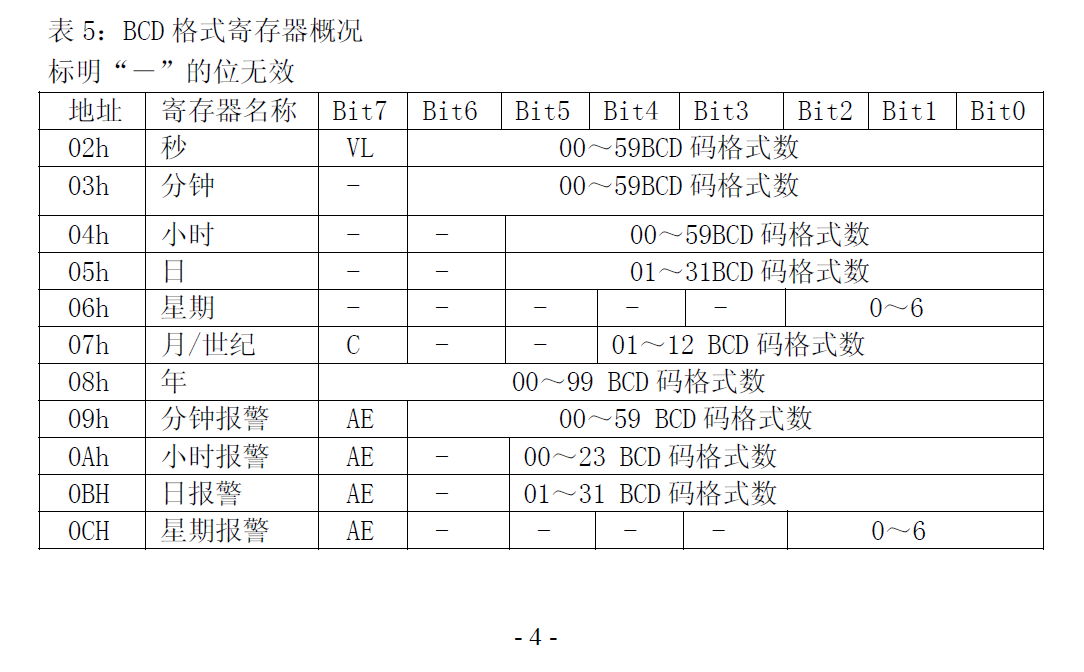 表 5：BCD 格式寄存器概况
标明“－”的位无效
地址 寄存器名称 Bit7 Bit6 Bit5 Bit4 Bit3 Bit2 Bit1 Bit0
02h 秒 VL 00～59BCD 码格式数
03h 分钟 - 00～59BCD 码格式数
04h 小时 - - 00～59BCD 码格式数
05h 日 - - 01～31BCD 码格式数
06h 星期 - - - - - 0～6
07h 月/世纪 C - - 01～12 BCD 码格式数
08h 年 00～99 BCD 码格式数
09h 分钟报警 AE 00～59 BCD 码格式数
0Ah 小时报警 AE - 00～23 BCD 码格式数
0BH 日报警 AE - 01～31 BCD 码格式数
0CH 星期报警 AE - - - - 0～6
- 4 -